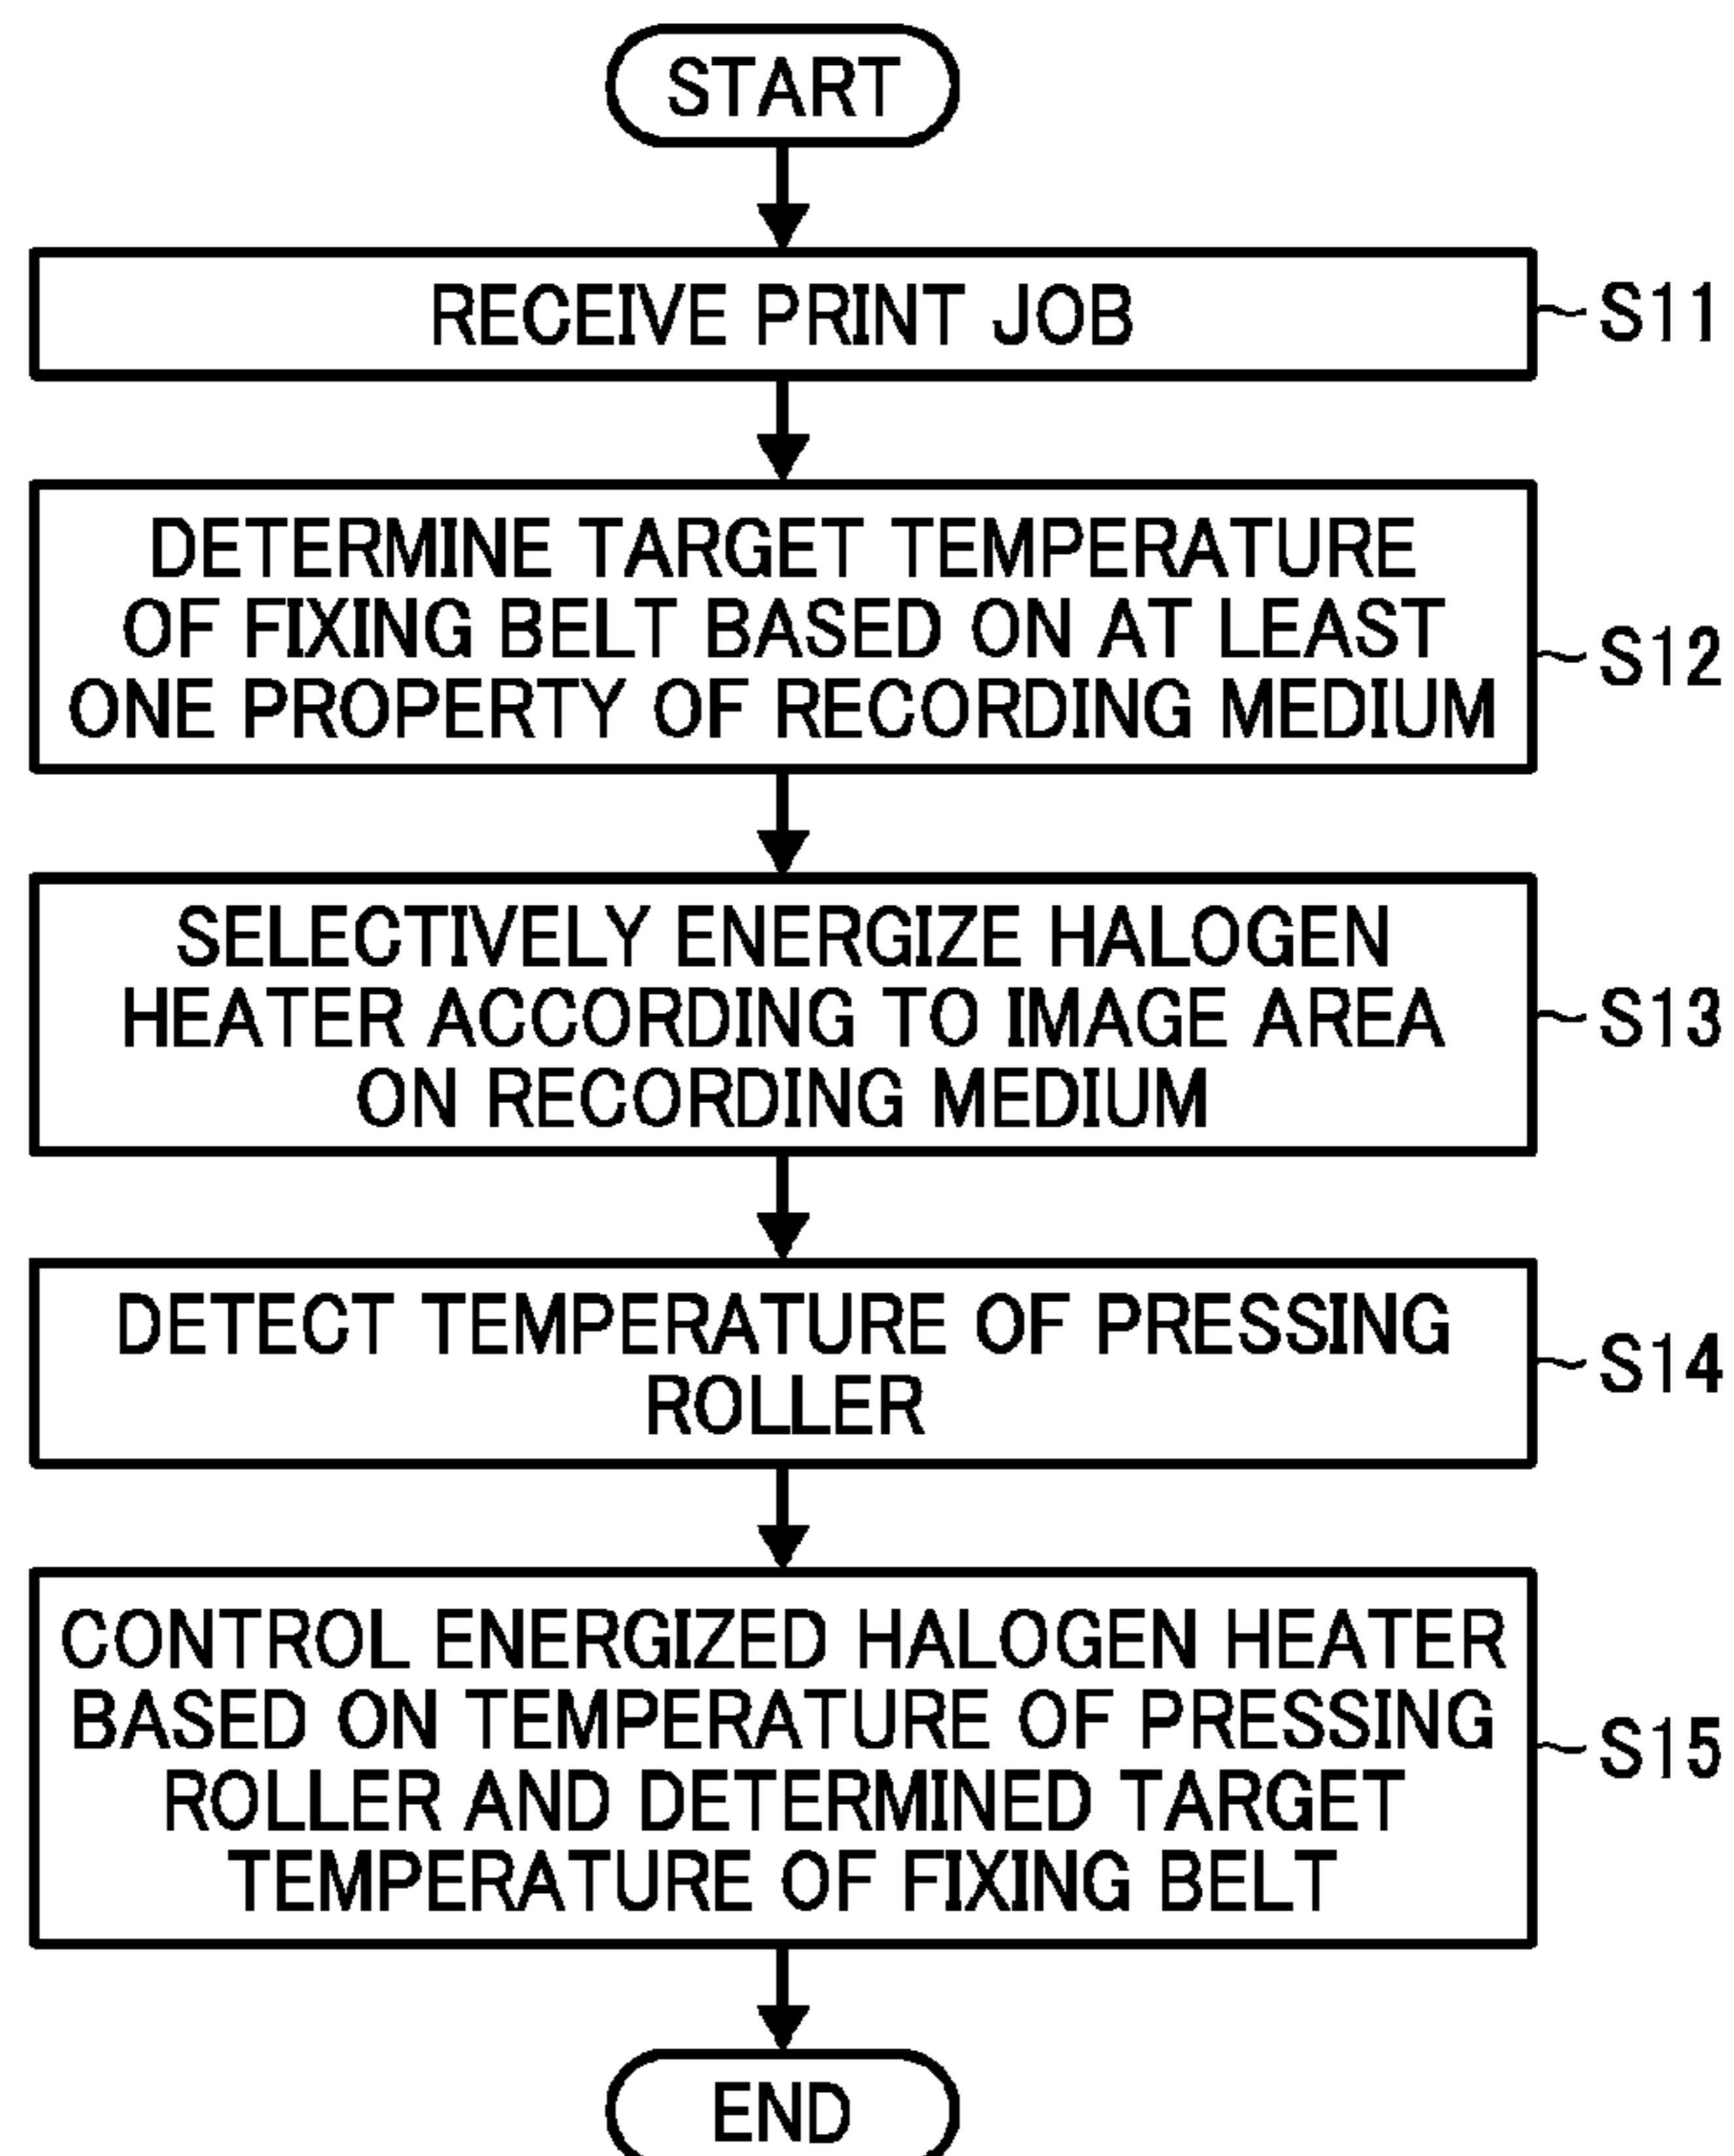 START
RECEIVE PRINT JOB
S11
DETERMINE TARGET TEMPERATURE
OF FIXING BELT BASED ON AT LEAST
ONE PROPERTY OF RECORDING MEDIUM
S12
SELECTIVELY ENERGIZE HALOGEN
HEATER ACCORDING TO IMAGE AREA
ON RECORDING MEDIUM
S13
DETECT TEMPERATURE OF PRESSING
ROLLER
S14
CONTROL ENERGIZED HALOGEN HEATER
BASED ON TEMPERATURE OF PRESSING
ROLLER AND DETERMINED TARGET
TEMPERATURE OF FIXING BELT
S15
END